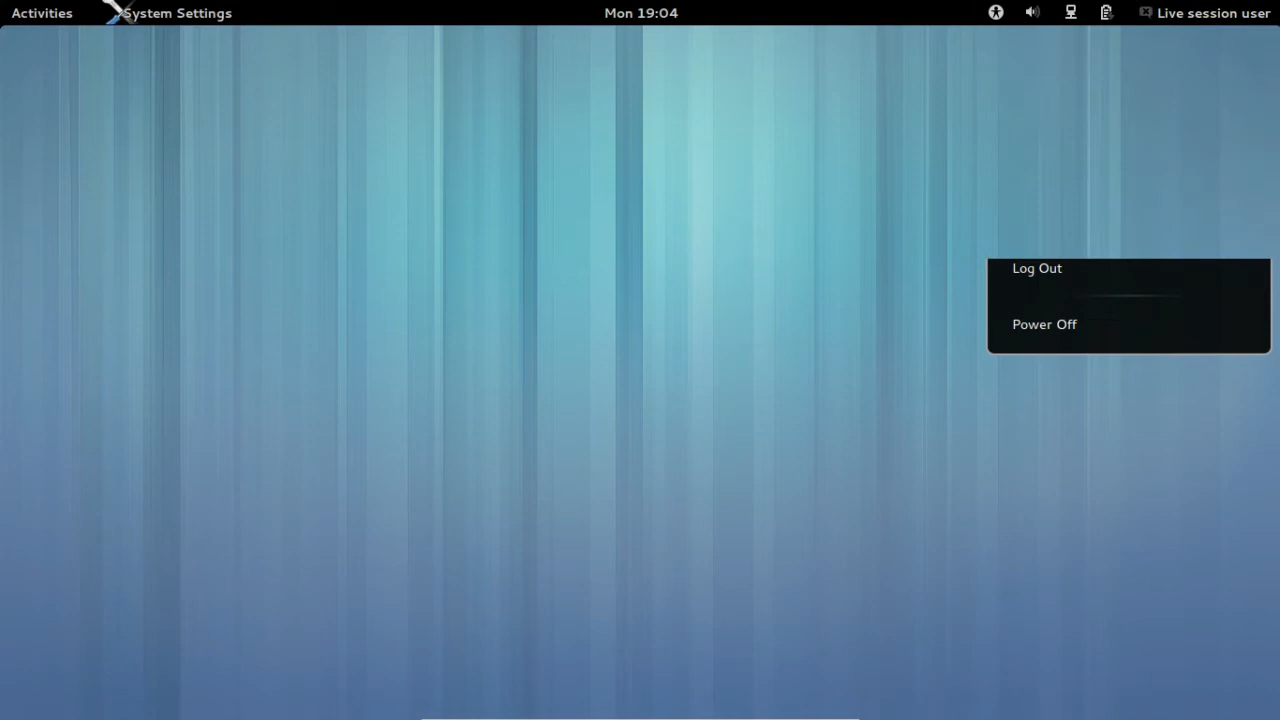 Activities System Settings Mon 19:04 Live session user
Log Out
Power Off